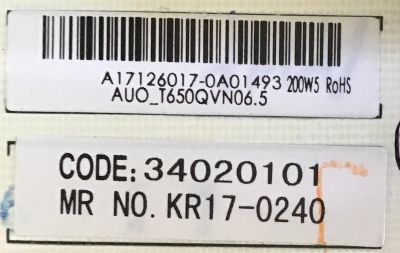 A17126017-0A01493 200W5 RoHS
AUO_T650QVN06.5
CODE:34020101
MR NO. KR17-0240